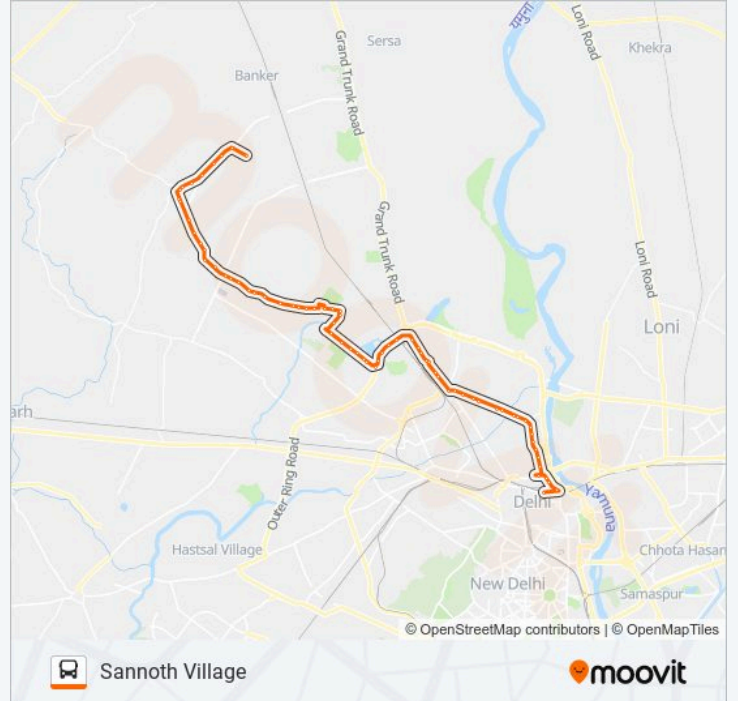 यमुना
Loni Road
Sersa
Khekra
Grand Trunk Road
Banker
Grand Trunk Road
Loni Road
Loni
arh
Outer Ring Road
Delhi
Yamuna
Hastsal Village
Chhota Hasan
New Delhi
Samaspur
© OpenStreetMap contributors | © OpenMapTiles
Sannoth Village
moovit